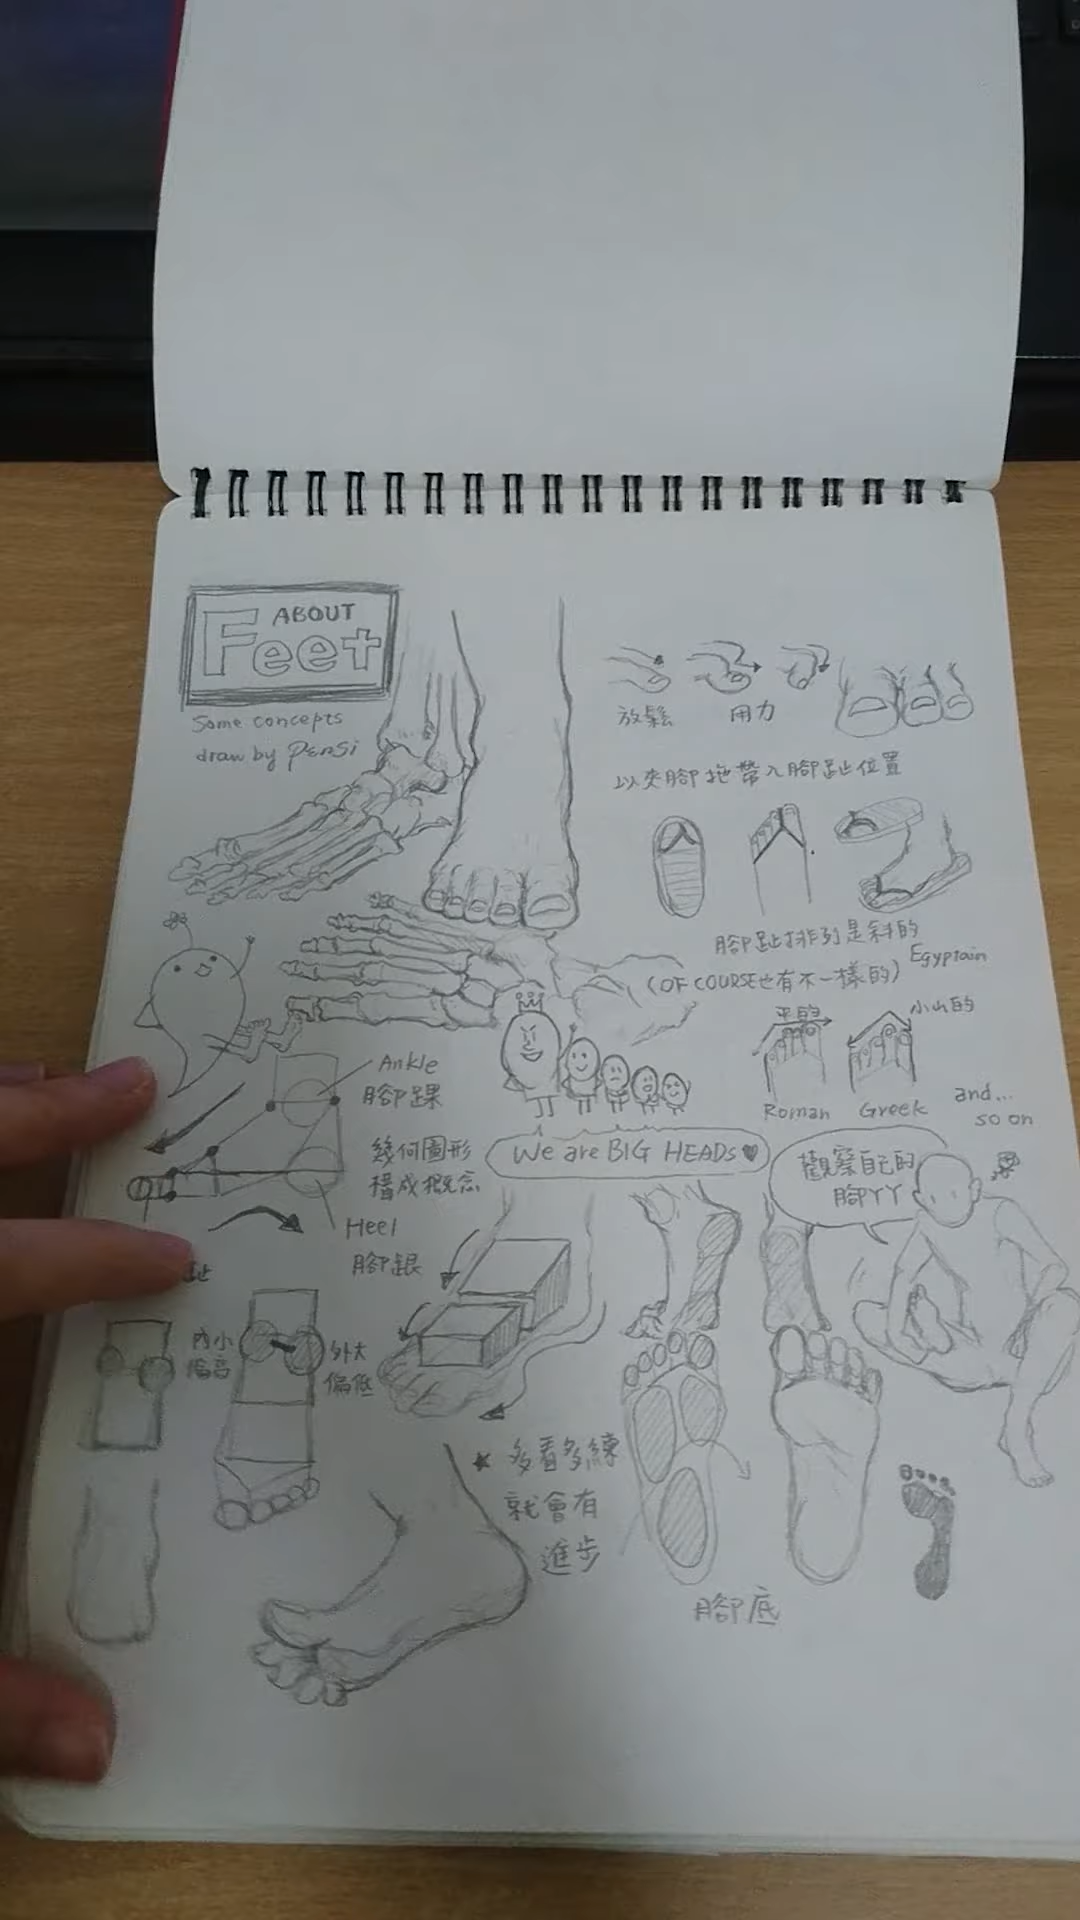 ABOUT
Feet
Some concepts
draw by Pensi
放鬆
用力
以夾腳拖帶入腳趾位置
腳趾排列是斜的
Egyptain
(OF COURSE也有不一樣的)
平的
小山的
Roman
Greek
and...
so on
Ankle
腳踝
幾何圖形
構成概念
Heel
腳跟
趾
We are BIG HEADS
觀察自己的
腳丫丫
內小
偏高
外大
偏低
多看多練
就會有
進步
腳底